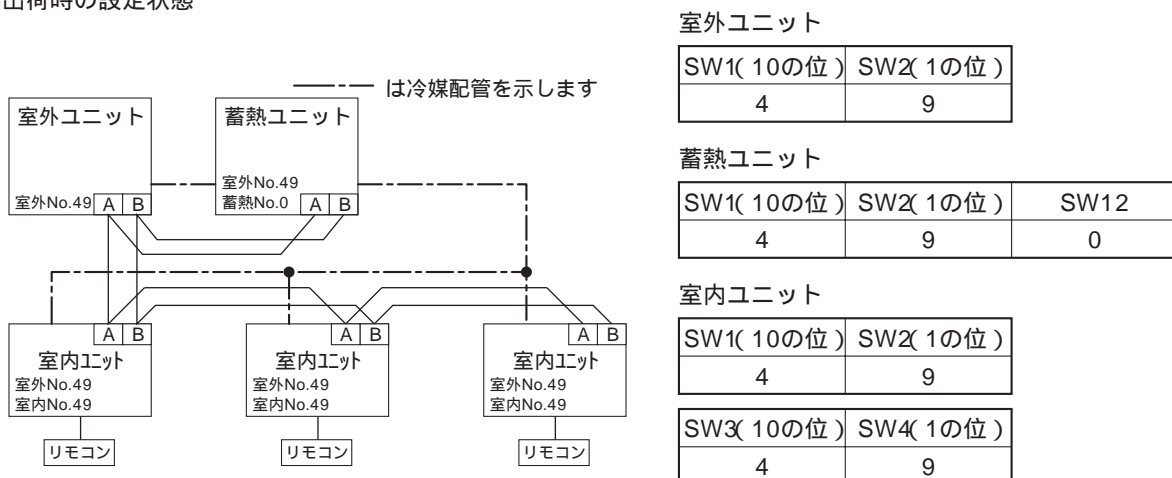 出荷時の設定状態
は冷媒配管を示します
室外ユニット
室外No.49
A B
蓄熱ユニット
室外No.49
蓄熱No.0
A B
A B
室内ユニット
室外No.49
室内No.49
リモコン
A B
室内ユニット
室外No.49
室内No.49
リモコン
A B
室内ユニット
室外No.49
室内No.49
リモコン
室外ユニット
SW1(10の位) SW2(1の位)
4 9
蓄熱ユニット
SW1(10の位) SW2(1の位) SW12
4 9 0
室内ユニット
SW1(10の位) SW2(1の位)
4 9
SW3(10の位) SW4(1の位)
4 9